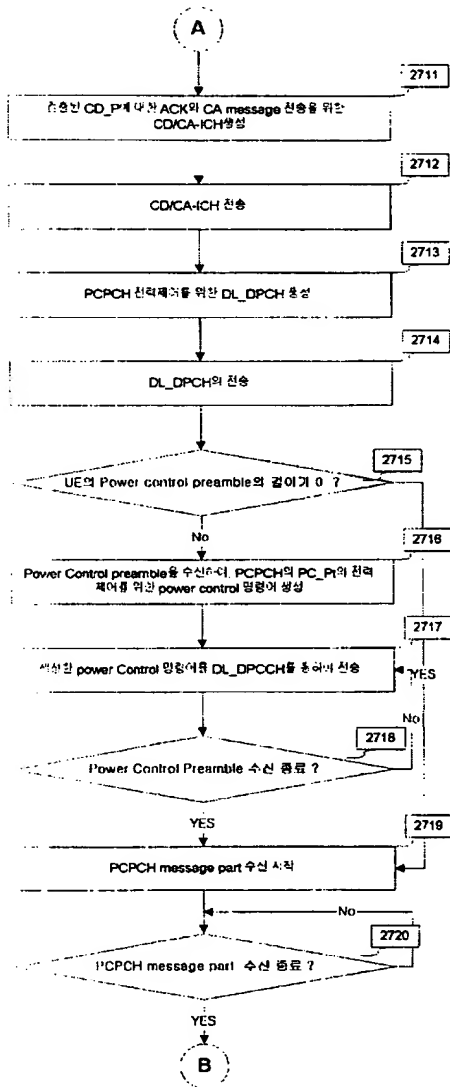 A
2711
CD_P에 대한 ACK와 CA message 전송을 위한
CD/CA-ICH생성
2712
CD/CA-ICH 전송
2713
PCPCH 전력제어를 위한 DL_DPCH
2714
DL_DPCH의 전송
2715
UE의 Power control preamble의 길이가 0 ?
No
2716
Power Control preamble을 수신하여, PCPCH의 PC_P의 전력
제어를 위한 power control 명령어 생성
2717
생성한 power Control 명령어를 DL_DPCCH를 통하여 전송
YES
No
2718
Power Control Preamble 수신 종료 ?
YES
2719
PCPCH message part 수신 시작
No
2720
PCPCH message part 수신 종료 ?
YES
B